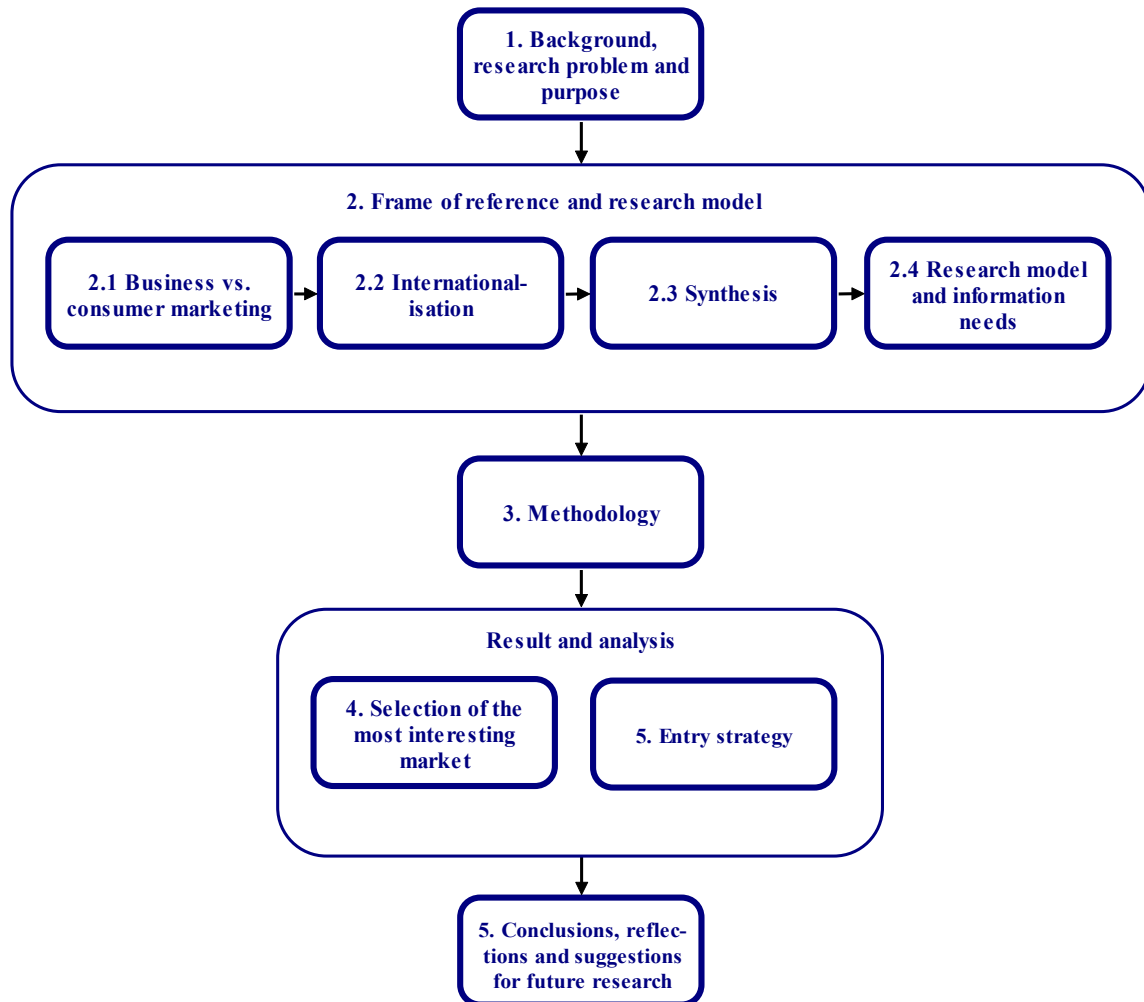 1. Background,
research problem and
purpose
2. Frame of reference and research model
2.1 Business vs.
consumer marketing
2.2 International-
isation
2.3 Synthesis
2.4 Research model
and information
needs
3. Methodology
Result and analysis
4. Selection of the
most interesting
market
5. Entry strategy
5. Conclusions, reflec-
tions and suggestions
for future research